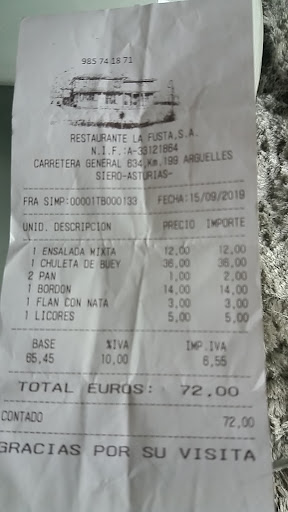 985 74 18 71
RESTAURANTE LA FUSTA,S.A.
N.I.F.:A-33121864
CARRETERA GENERAL 634,Km.199 ARGUELLES
SIERO-ASTURIAS-
FRA SIMP:00001TB000133 FECHA:15/09/2019
UNID. DESCRIPCION PRECIO IMPORTE
1 ENSALADA MIXTA 12,00 12,00
1 CHULETA DE BUEY 36,00 36,00
2 PAN 1,00 2,00
1 BORDON 14,00 14,00
1 FLAN CON NATA 3,00 3,00
1 LICORES 5,00 5,00
BASE %IVA IMP.IVA
65,45 10,00 6,55
TOTAL EUROS: 72,00
CONTADO 72,00
GRACIAS POR SU VISITA